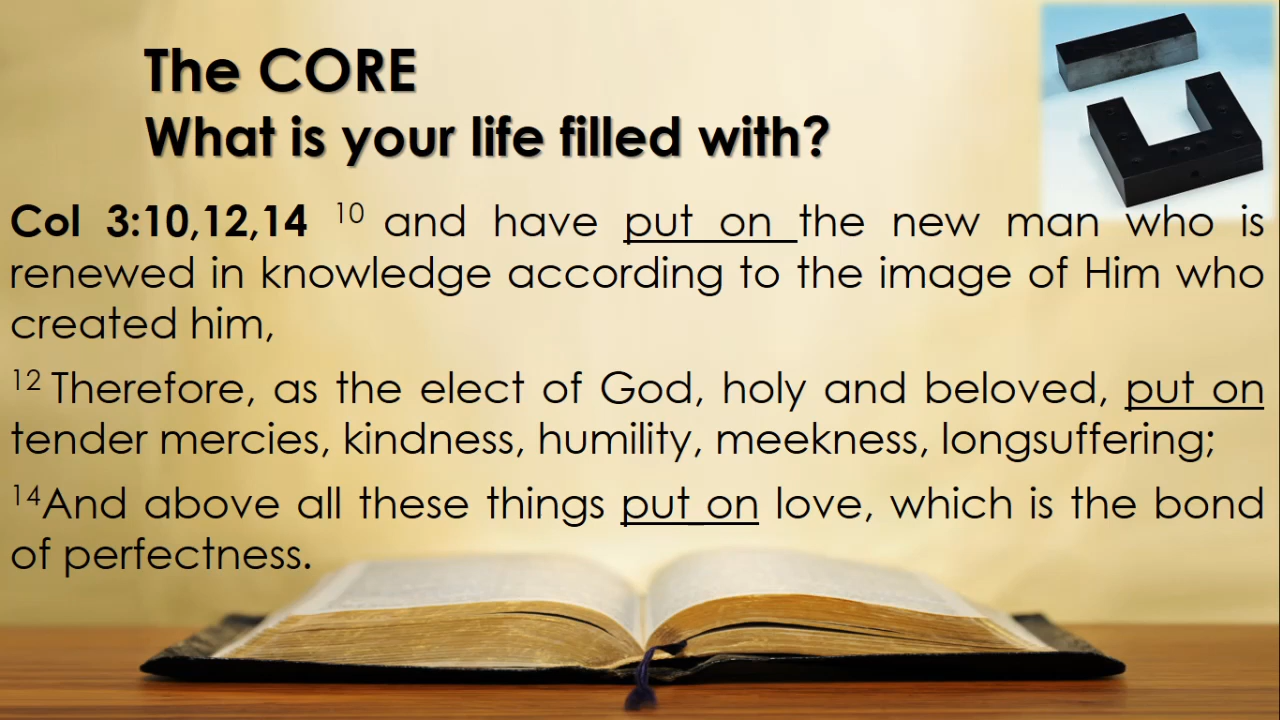 The CORE
What is your life filled with?
Col 3:10,12,14 10 and have put on the new man who is
renewed in knowledge according to the image of Him who
created him,
12 Therefore, as the elect of God, holy and beloved, put on
tender mercies, kindness, humility, meekness, longsuffering;
14And above all these things put on love, which is the bond
of perfectness.